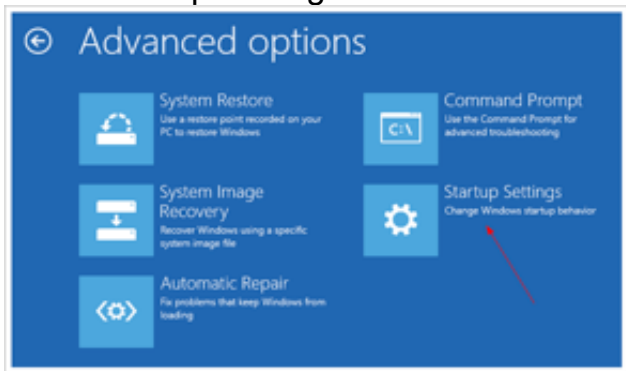 Advanced options
System Restore
Use a restore point recorded on your
PC to restore Windows
Command Prompt
Use the Command Prompt for
advanced troubleshooting
C:\
System Image
Recovery
Recover Windows using a specific
system image file
Startup Settings
Change Windows startup behavior
Automatic Repair
Fix problems that keep Windows from
loading